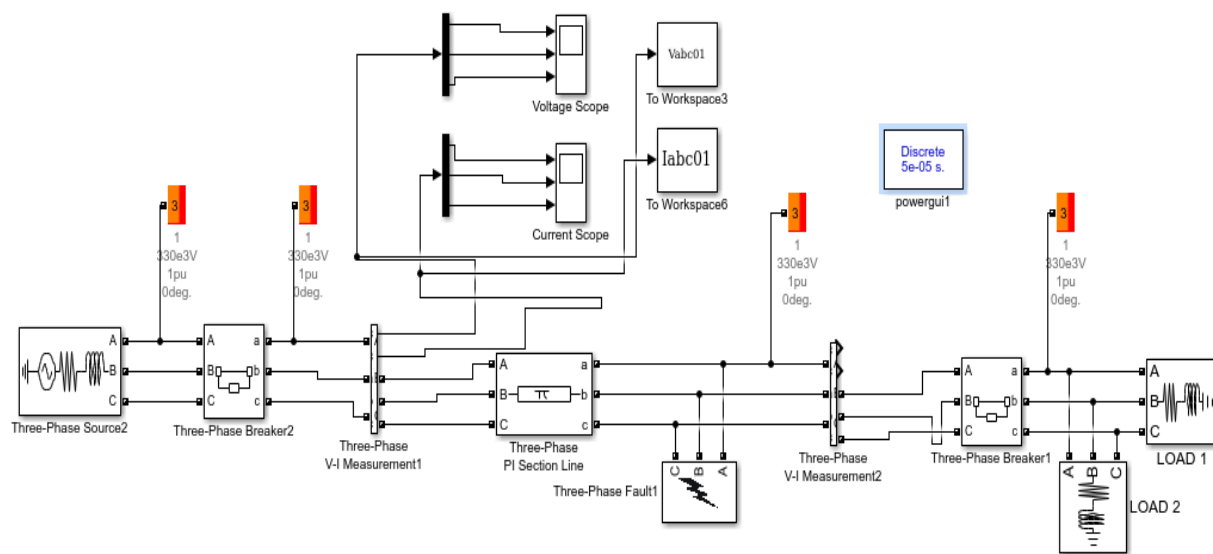 Voltage Scope
Vabc01
To Workspace3
Iabc01
To Workspace6
Current Scope
Discrete
5e-05 s.
powergui1
3
1
330e3V
1pu
0deg.
3
1
330e3V
1pu
0deg.
3
1
330e3V
1pu
0deg.
3
1
330e3V
1pu
0deg.
A
B
C
Three-Phase Source2
A
B
C
a
b
c
Three-Phase Breaker2
Three-Phase
V-I Measurement1
A
B
C
π
a
b
c
Three-Phase
PI Section Line
C
B
A
Three-Phase Fault1
Three-Phase
V-I Measurement2
A
B
C
a
b
c
Three-Phase Breaker1
A
B
C
LOAD 1
A
B
C
LOAD 2